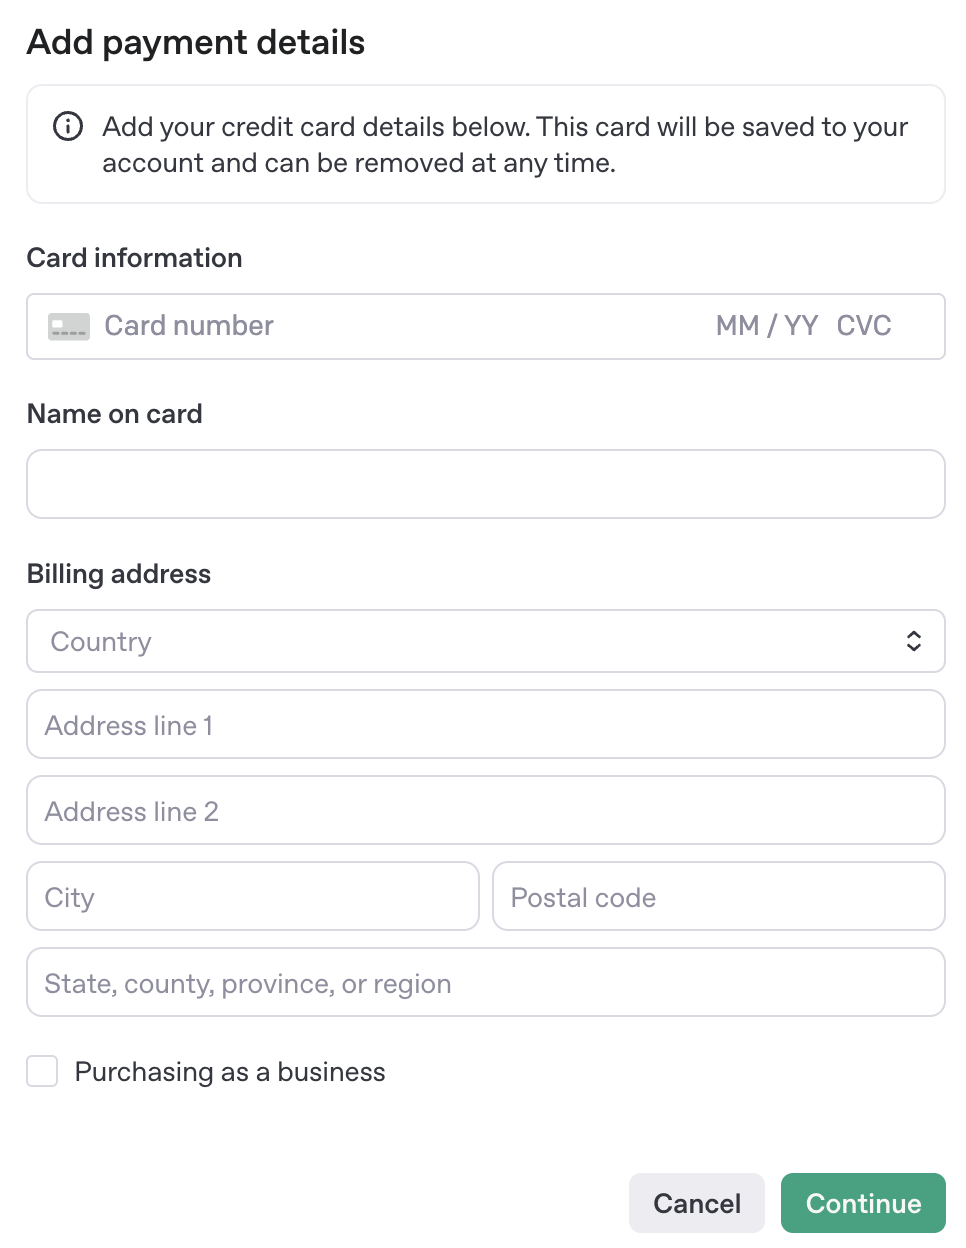 Add payment details
Add your credit card details below. This card will be saved to your
account and can be removed at any time.
Card information
Card number MM / YY CVC
Name on card
Billing address
Country
Address line 1
Address line 2
City Postal code
State, county, province, or region
Purchasing as a business
Cancel Continue